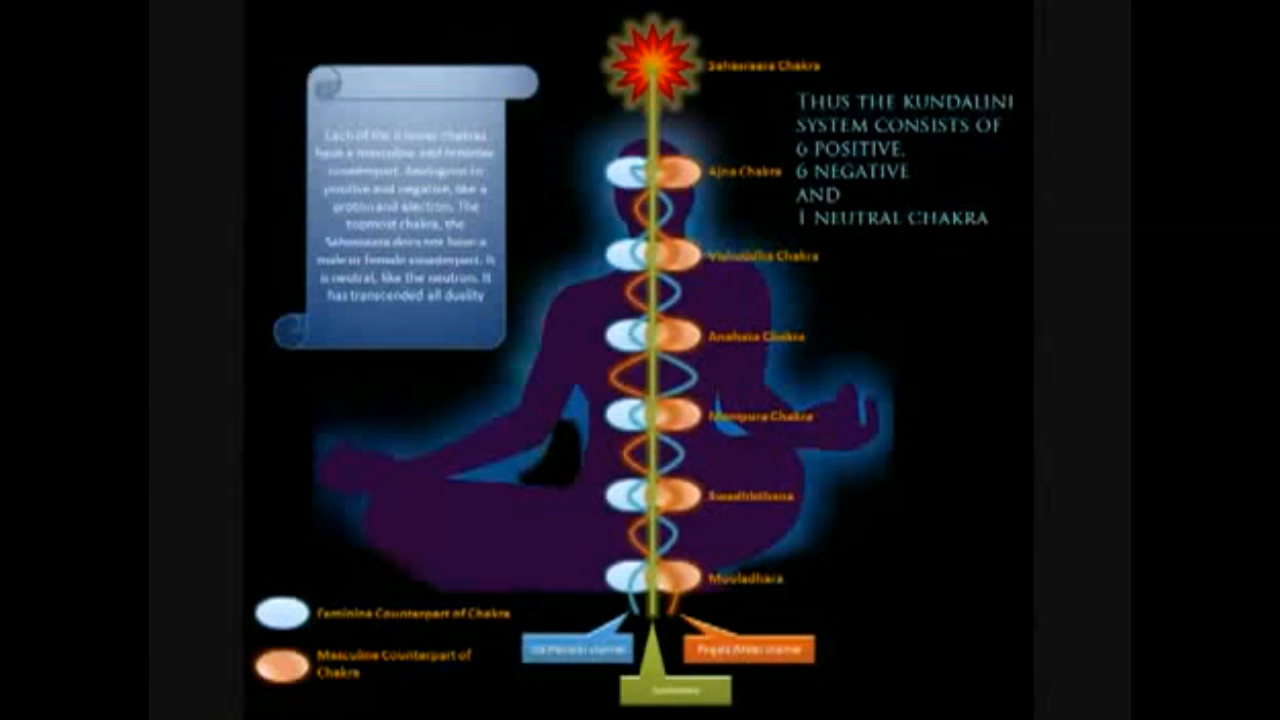 Sahasraara Chakra
THUS THE KUNDALINI
SYSTEM CONSISTS OF
6 POSITIVE,
6 NEGATIVE
AND
1 NEUTRAL CHAKRA
Each of the 6 lower chakras
have a masculine and feminine
counterpart. Analogous to
positive and negative, like a
proton and electron. The
topmost chakra, the
Sahasraara does not have a
male or female counterpart. It
is neutral, like the neutron. It
has transcended all duality
Ajna Chakra
Vishuddha Chakra
Anahata Chakra
Manipura Chakra
Swadhisthana
Mooladhara
Feminine Counterpart of Chakra
Masculine Counterpart of
Chakra
channel
Pingala channel